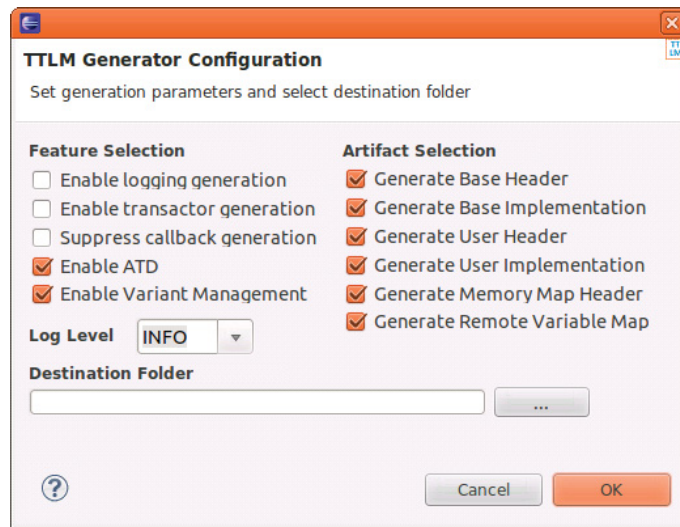 TTLM Generator Configuration
TT
LM
Set generation parameters and select destination folder
Feature Selection
Enable logging generation
Enable transactor generation
Suppress callback generation
Enable ATD
Enable Variant Management
Log Level INFO
Artifact Selection
Generate Base Header
Generate Base Implementation
Generate User Header
Generate User Implementation
Generate Memory Map Header
Generate Remote Variable Map
Destination Folder
...
?
Cancel
OK